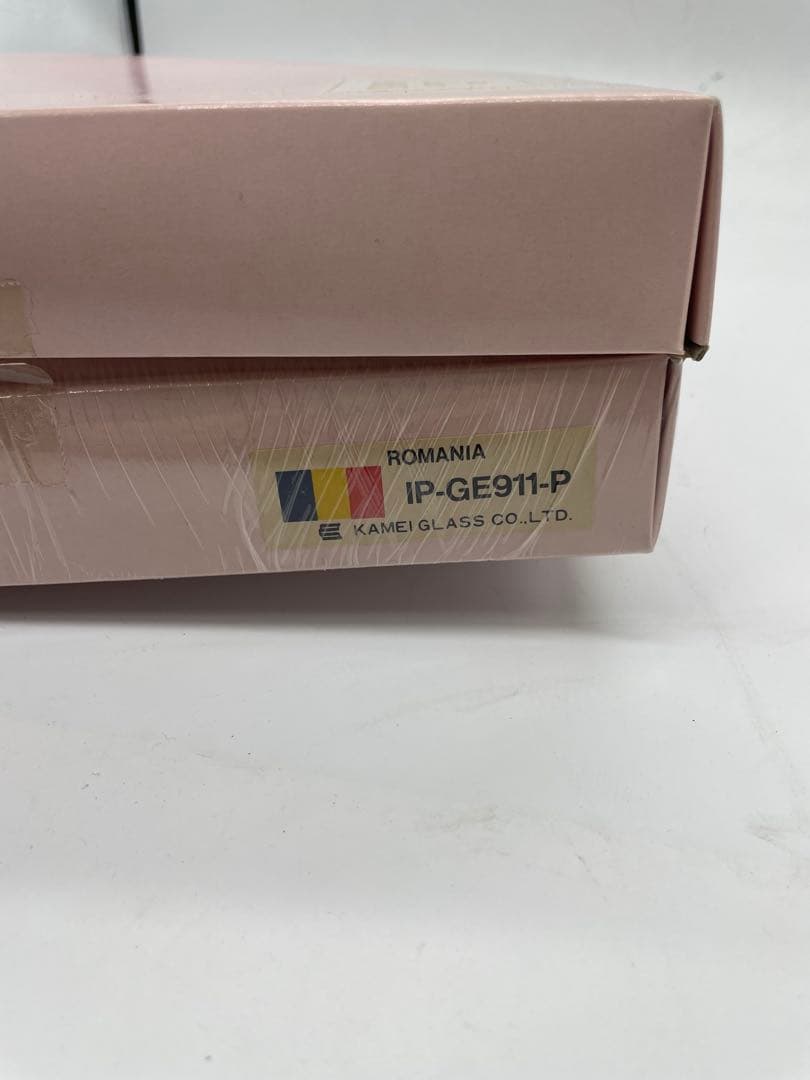 ROMANIA
IP-GE911-P
KAMEI GLASS CO.,LTD.